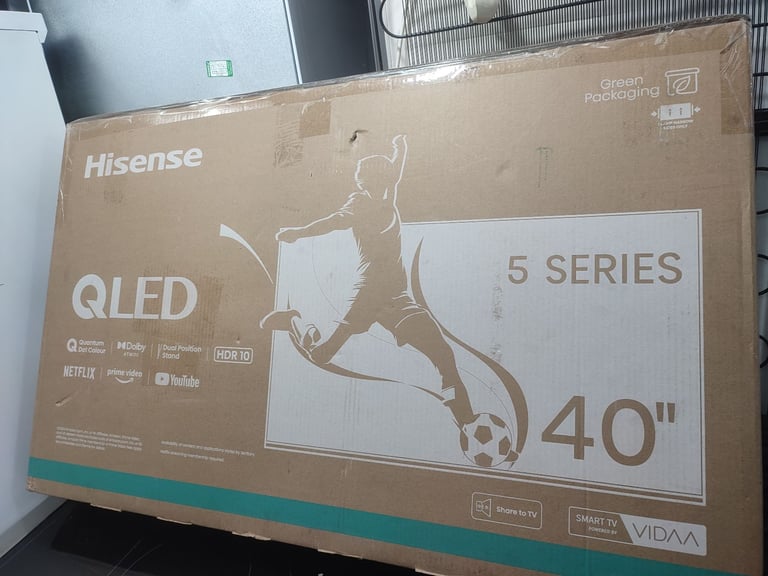 Hisense
Green
Packaging
QLED
5 SERIES
Quantum
Dot Colour
Dolby
ATMOS
Dual Position
Stand
HDR 10
NETFLIX
prime video
YouTube
40"
Share to TV
SMART TV
POWERED BY
VIDAA